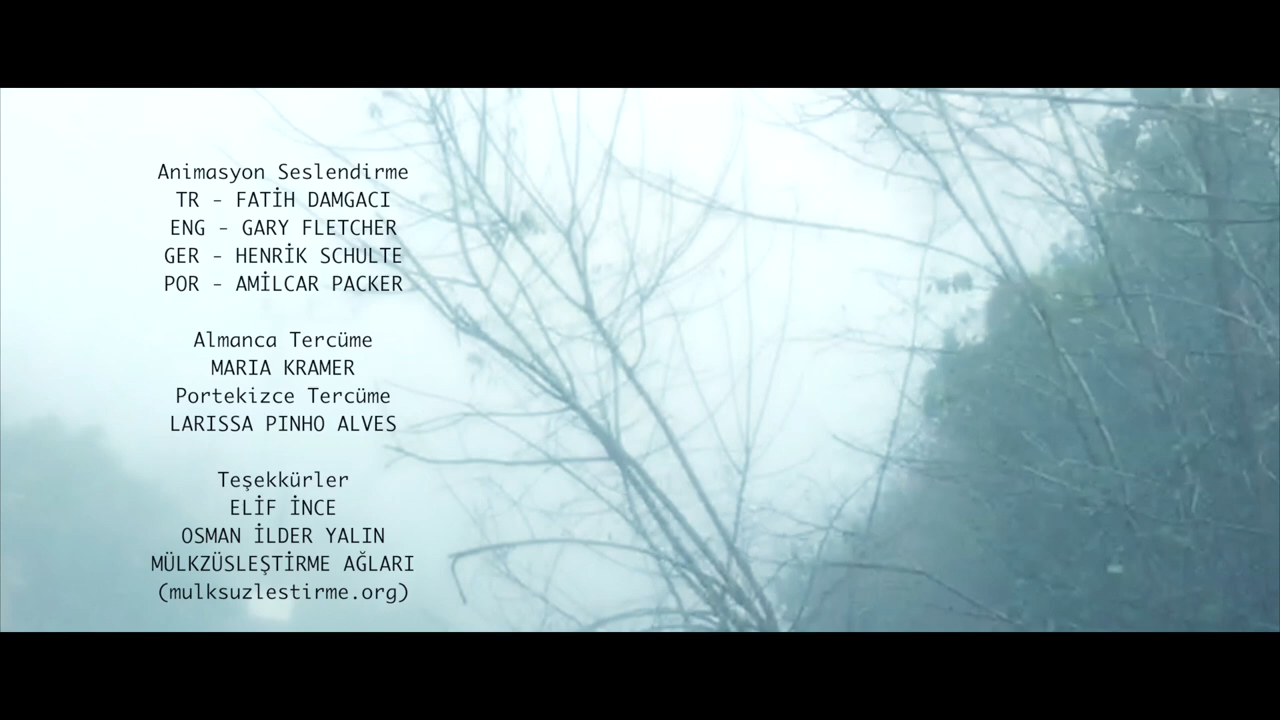 Animasyon Seslendirme
TR - FATİH DAMGACI
ENG - GARY FLETCHER
GER - HENRİK SCHULTE
POR - AMİLCAR PACKER
Almanca Tercüme
MARIA KRAMER
Portekizce Tercüme
LARISSA PINHO ALVES
Teşekkürler
ELİF İNCE
OSMAN İLDER YALIN
MÜLKZÜSLEŞTİRME AĞLARI
(mulksuzlestirme.org)